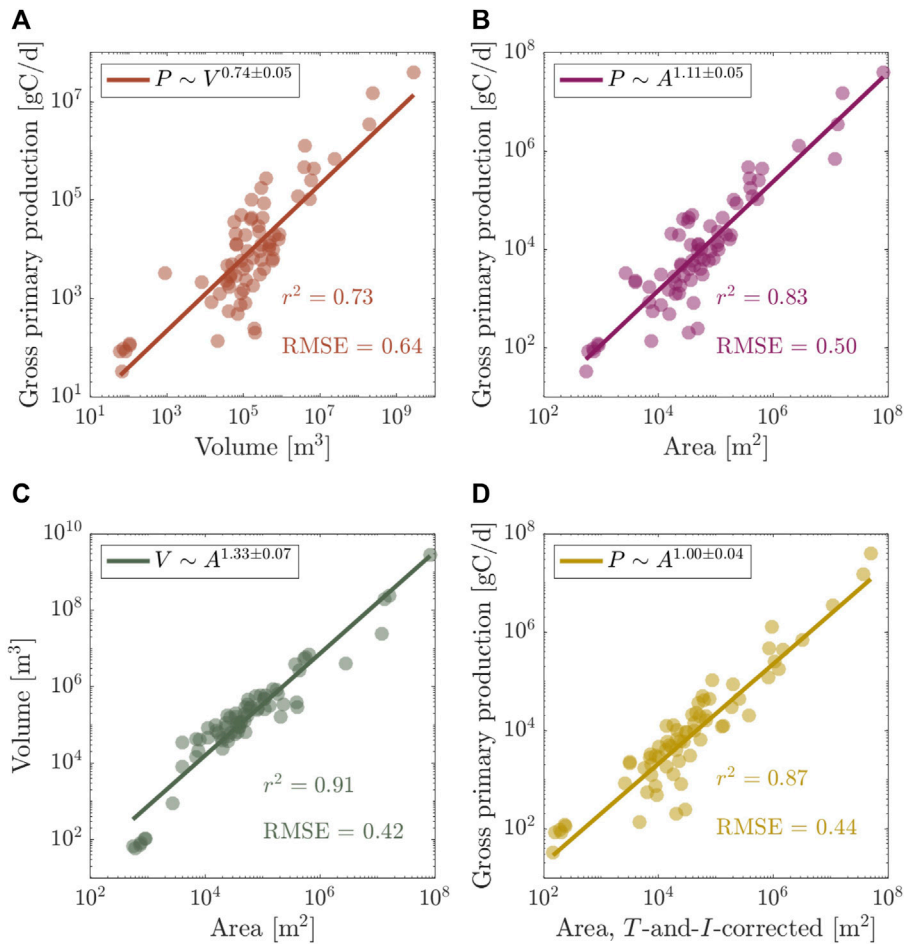 A
Gross primary production [gC/d]
10^7
10^5
10^3
10^1
P ∼ V^{0.74±0.05}
r^2 = 0.73
RMSE = 0.64
10^1 10^3 10^5 10^7 10^9
Volume [m^3]
B
Gross primary production [gC/d]
10^8
10^6
10^4
10^2
P ∼ A^{1.11±0.05}
r^2 = 0.83
RMSE = 0.50
10^2 10^4 10^6 10^8
Area [m^2]
C
Volume [m^3]
10^10
10^8
10^6
10^4
10^2
V ∼ A^{1.33±0.07}
r^2 = 0.91
RMSE = 0.42
10^2 10^4 10^6 10^8
Area [m^2]
D
Gross primary production [gC/d]
10^8
10^6
10^4
10^2
P ∼ A^{1.00±0.04}
r^2 = 0.87
RMSE = 0.44
10^2 10^4 10^6 10^8
Area, T-and-I-corrected [m^2]